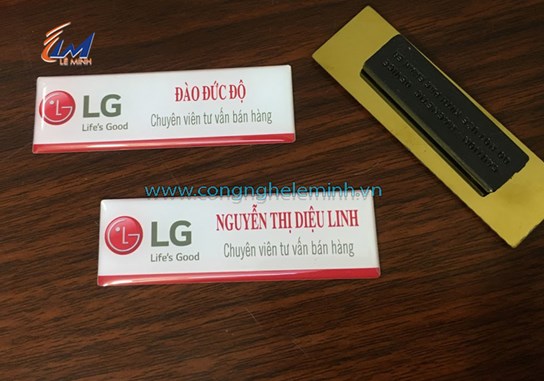 LÊ MINH
LG
Life's Good
ĐÀO ĐỨC ĐỘ
Chuyên viên tư vấn bán hàng
www.congngheleminh.vn
LG
Life's Good
NGUYỄN THỊ DIỆU LINH
Chuyên viên tư vấn bán hàng